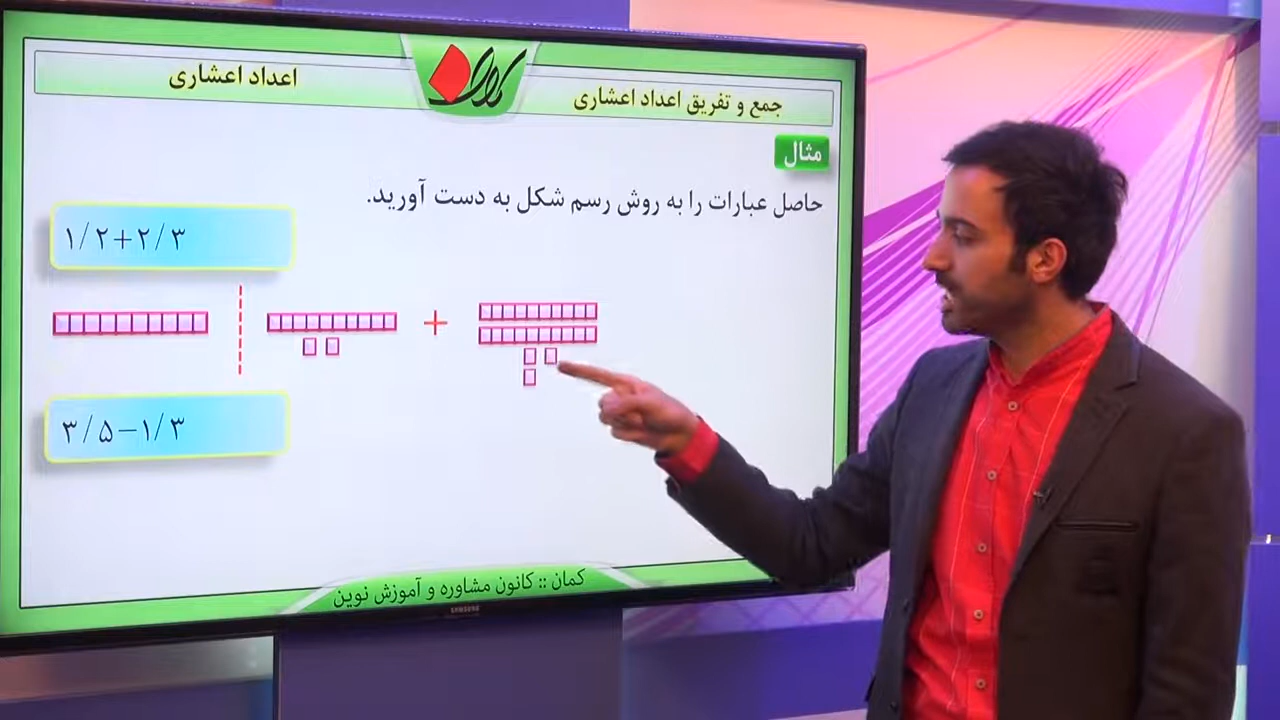 جمع و تفریق اعداد اعشاری
اعداد اعشاری
مثال
حاصل عبارات را به روش رسم شکل به دست آورید.
۱/۲+۲/۳
+
۳/۵−۱/۳
کمان :: کانون مشاوره و آموزش نوین
SAMSUNG